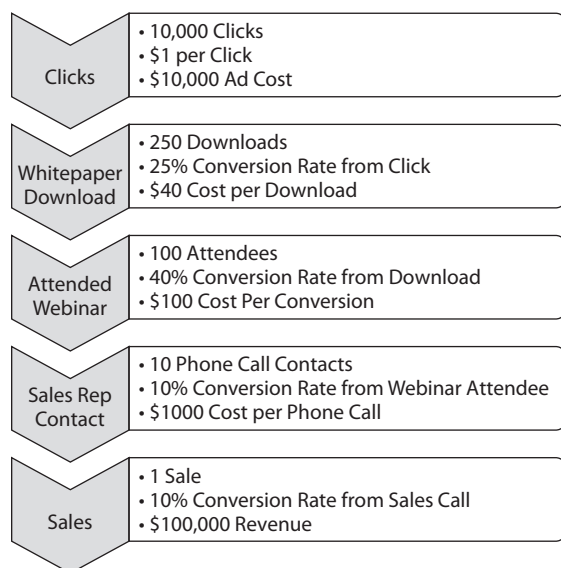 Clicks
• 10,000 Clicks
• $1 per Click
• $10,000 Ad Cost
Whitepaper
Download
• 250 Downloads
• 25% Conversion Rate from Click
• $40 Cost per Download
Attended
Webinar
• 100 Attendees
• 40% Conversion Rate from Download
• $100 Cost Per Conversion
Sales Rep
Contact
• 10 Phone Call Contacts
• 10% Conversion Rate from Webinar Attendee
• $1000 Cost per Phone Call
Sales
• 1 Sale
• 10% Conversion Rate from Sales Call
• $100,000 Revenue